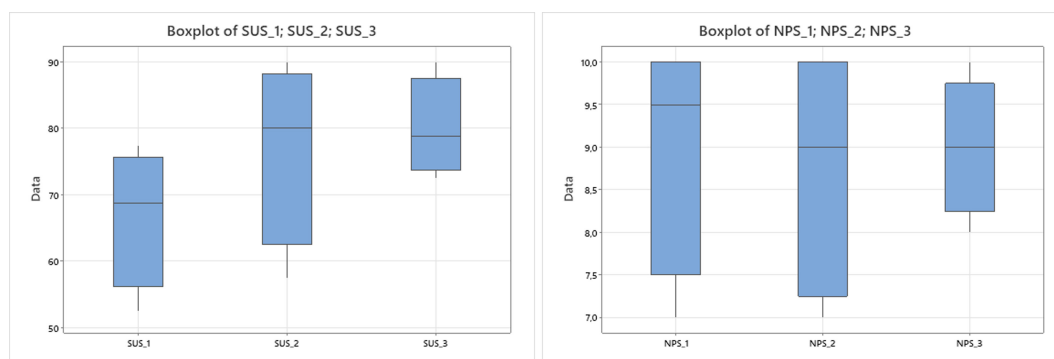 Boxplot of SUS_1; SUS_2; SUS_3
90
80
70
60
50
Data
SUS_1
SUS_2
SUS_3
Boxplot of NPS_1; NPS_2; NPS_3
10,0
9,5
9,0
8,5
8,0
7,5
7,0
Data
NPS_1
NPS_2
NPS_3